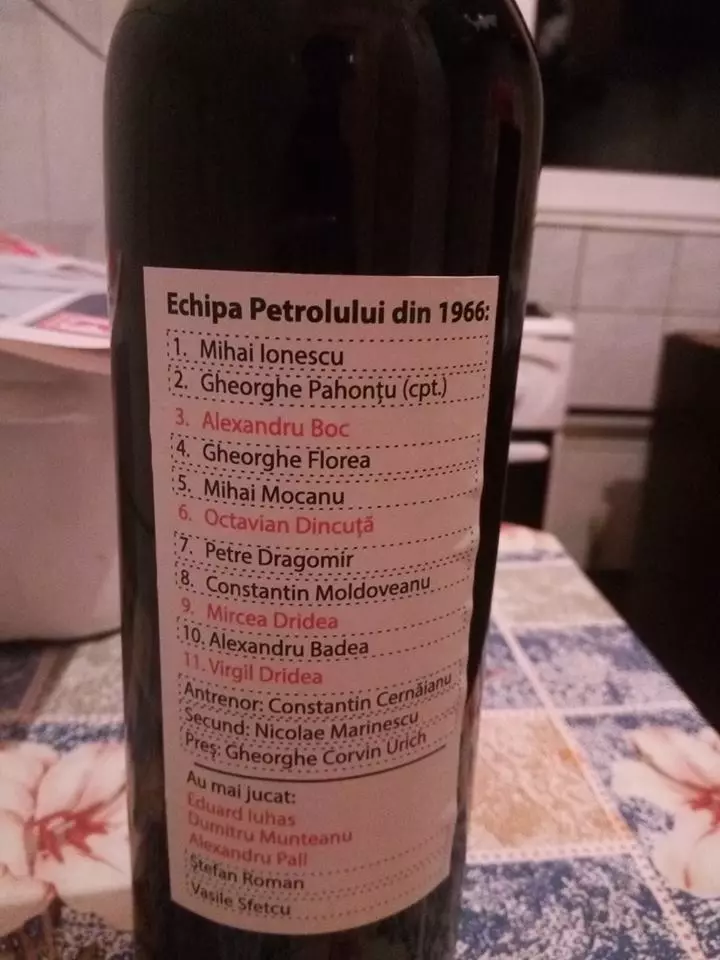 Echipa Petrolului din 1966:
1. Mihai Ionescu
2. Gheorghe Pahonțu (cpt.)
3. Alexandru Boc
4. Gheorghe Florea
5. Mihai Mocanu
6. Octavian Dincuță
7. Petre Dragomir
8. Constantin Moldoveanu
9. Mircea Dridea
10. Alexandru Badea
11. Virgil Dridea
Antrenor: Constantin Cernăianu
Secund: Nicolae Marinescu
Preș: Gheorghe Corvin Urich
Au mai jucat:
Eduard Iuhas
Dumitru Munteanu
Alexandru Pall
Ștefan Roman
Vasile Sfetcu